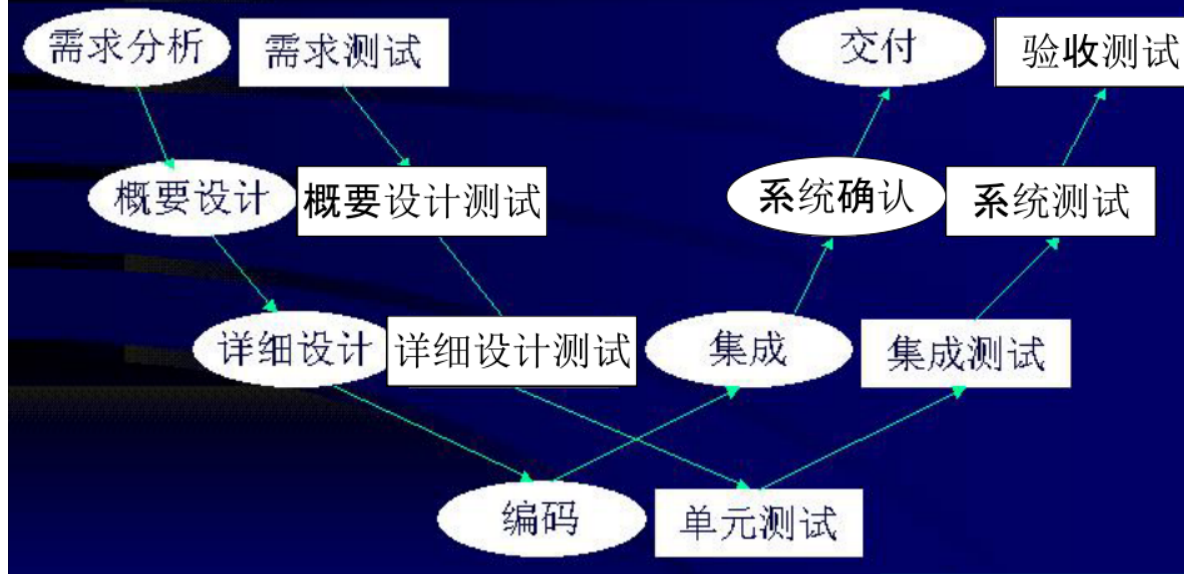 需求分析 需求测试 交付 验收测试
概要设计 概要设计测试 系统确认 系统测试
详细设计 详细设计测试 集成 集成测试
编码 单元测试